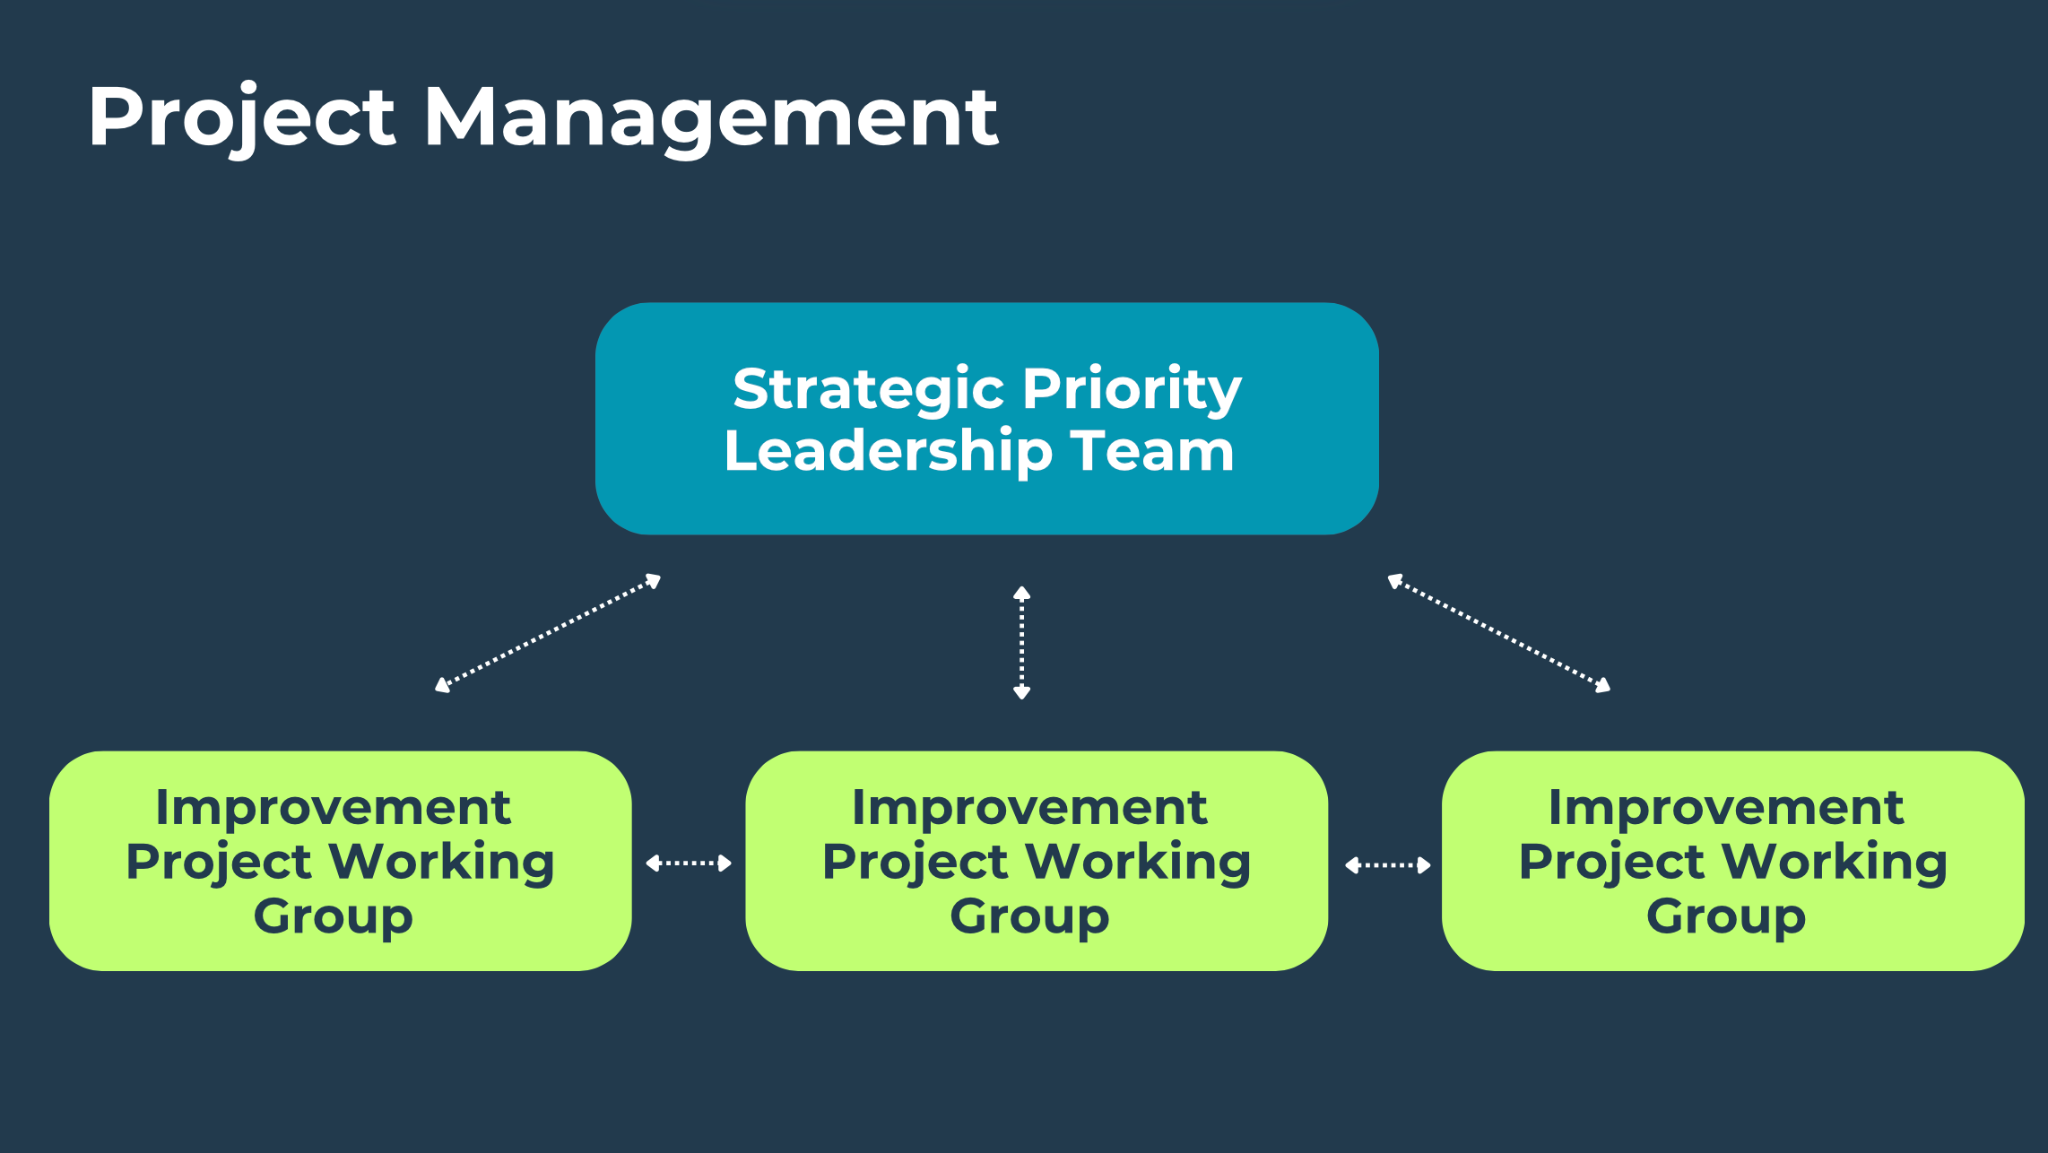 Project Management
Strategic Priority
Leadership Team
Improvement
Project Working
Group
Improvement
Project Working
Group
Improvement
Project Working
Group